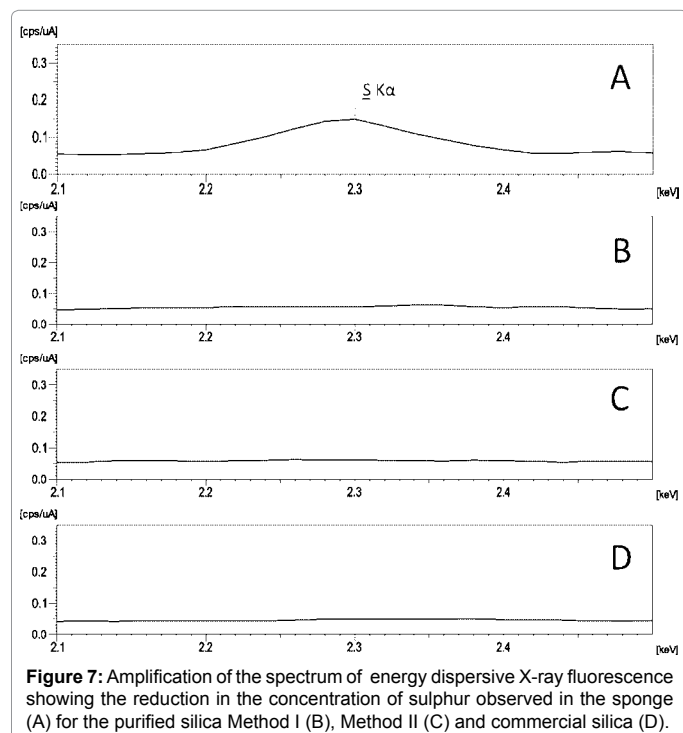 [cps/uA]
0.3
0.2
0.1
0.0
A
S Kα
2.1
2.2
2.3
2.4
[keV]
[cps/uA]
0.3
0.2
0.1
0.0
B
2.1
2.2
2.3
2.4
[keV]
[cps/uA]
0.3
0.2
0.1
0.0
C
2.1
2.2
2.3
2.4
[keV]
[cps/uA]
0.3
0.2
0.1
0.0
D
2.1
2.2
2.3
2.4
[keV]
Figure 7: Amplification of the spectrum of energy dispersive X-ray fluorescence
showing the reduction in the concentration of sulphur observed in the sponge
(A) for the purified silica Method I (B), Method II (C) and commercial silica (D).